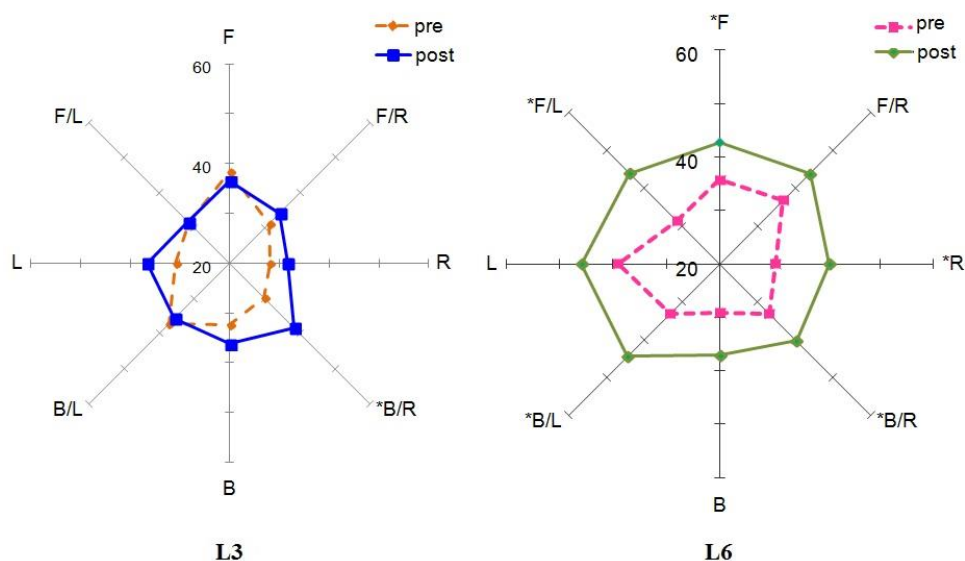 F
60
40
20
F/L
F/R
L
R
B/L
*B/R
B
pre
post
L3
*F
60
40
20
*F/L
F/R
L
*R
*B/L
*B/R
B
pre
post
L6